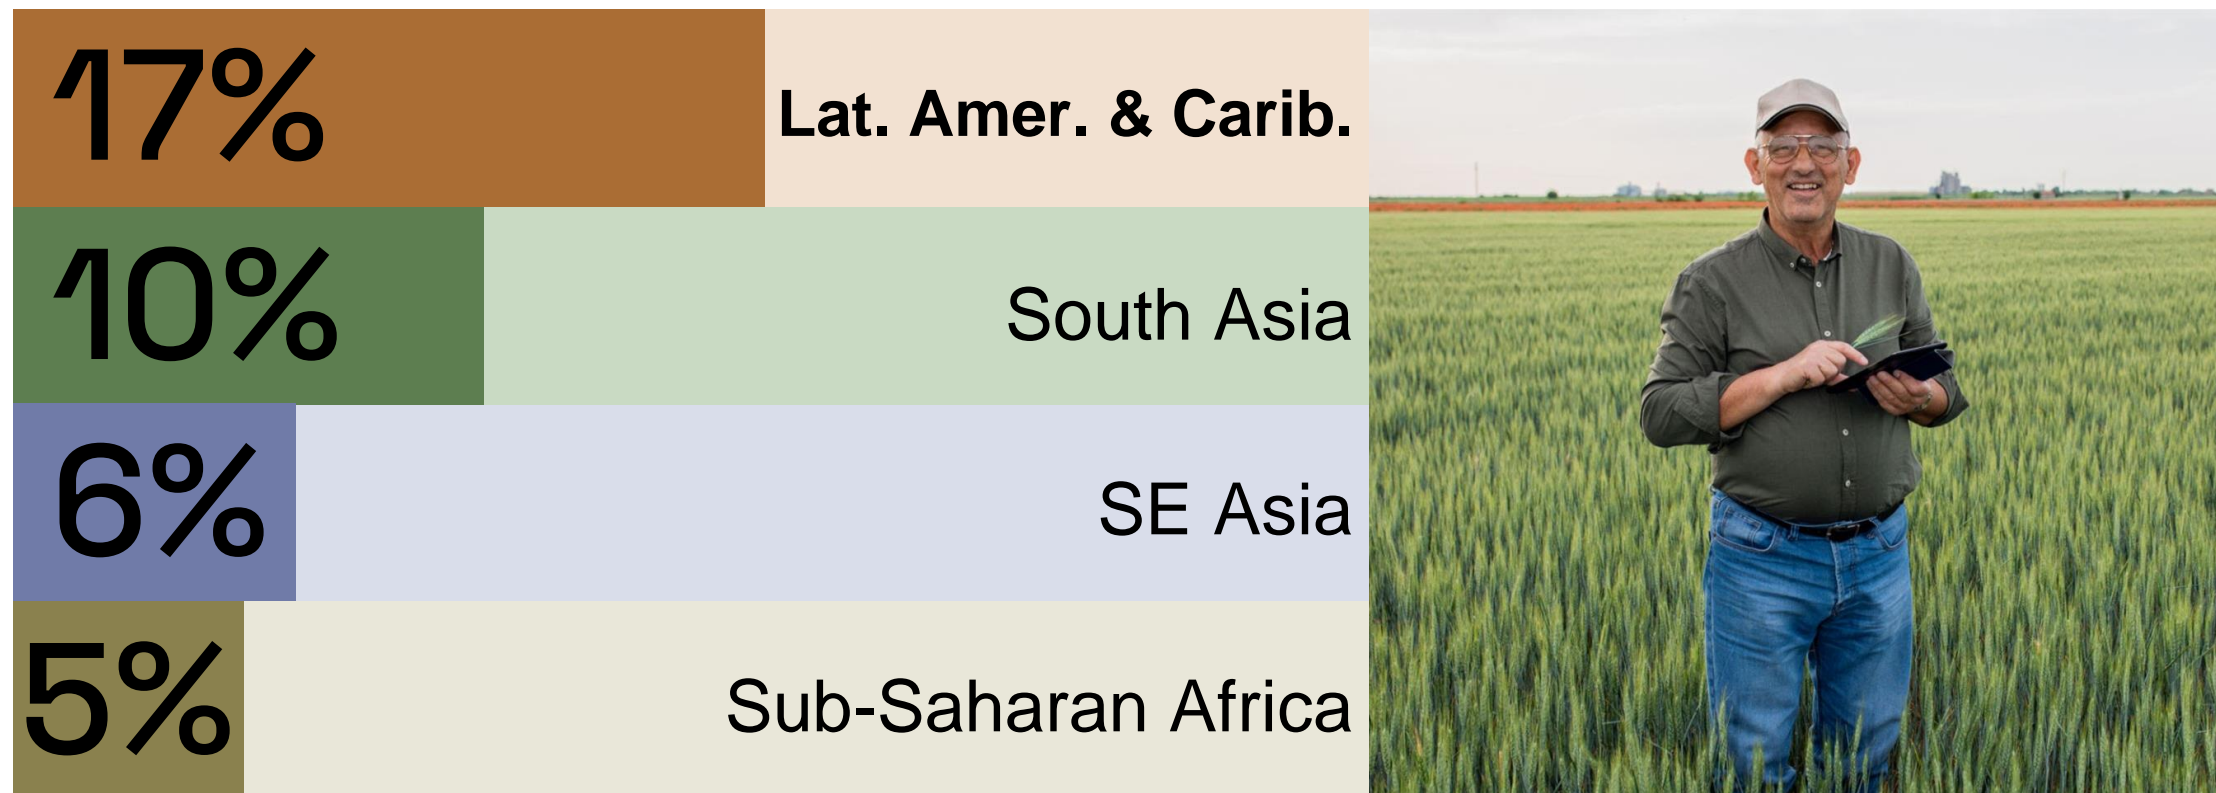 17% Lat. Amer. & Carib.
10% South Asia
6% SE Asia
5% Sub-Saharan Africa